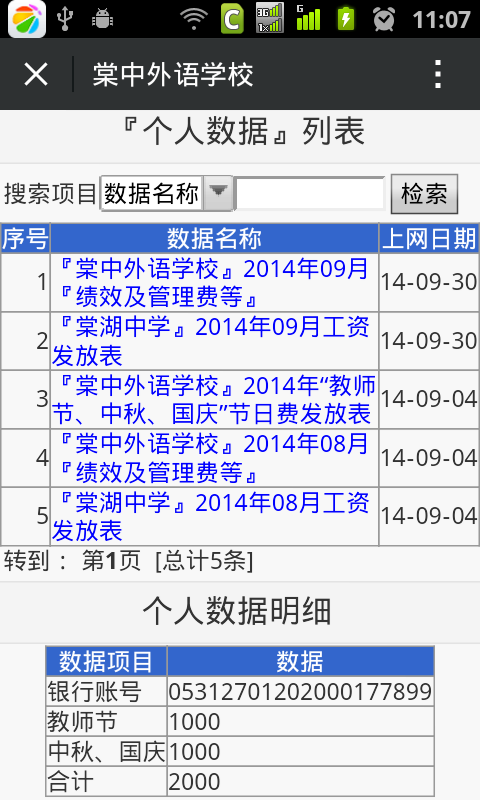 11:07
棠中外语学校
『个人数据』列表
搜索项目 数据名称 检索
序号 数据名称 上网日期
1 『棠中外语学校』2014年09月 14-09-30
『绩效及管理费等』
2 『棠湖中学』2014年09月工资 14-09-30
发放表
3 『棠中外语学校』2014年“教师 14-09-04
节、中秋、国庆”节日费发放表
4 『棠中外语学校』2014年08月 14-09-04
『绩效及管理费等』
5 『棠湖中学』2014年08月工资 14-09-04
发放表
转到： 第1页 [总计5条]
个人数据明细
数据项目 数据
银行账号 05312701202000177899
教师节 1000
中秋、国庆 1000
合计 2000